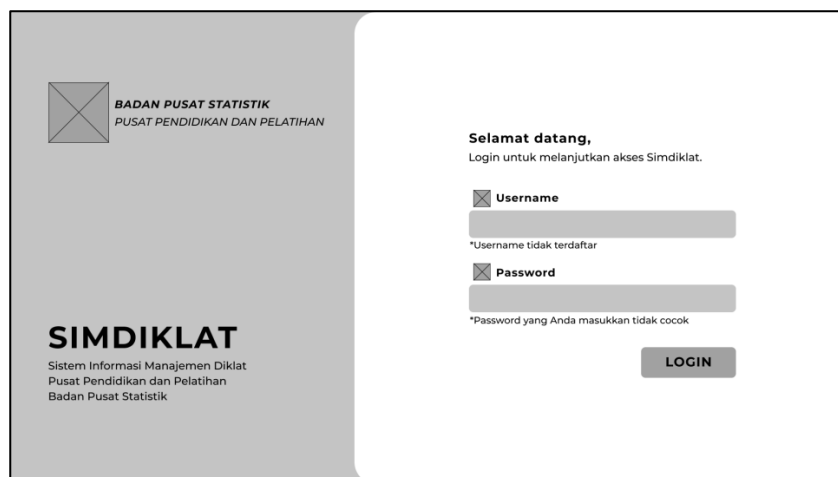 BADAN PUSAT STATISTIK
PUSAT PENDIDIKAN DAN PELATIHAN
SIMDIKLAT
Sistem Informasi Manajemen Diklat
Pusat Pendidikan dan Pelatihan
Badan Pusat Statistik
Selamat datang,
Login untuk melanjutkan akses Simdiklat.
Username
*Username tidak terdaftar
Password
*Password yang Anda masukkan tidak cocok
LOGIN